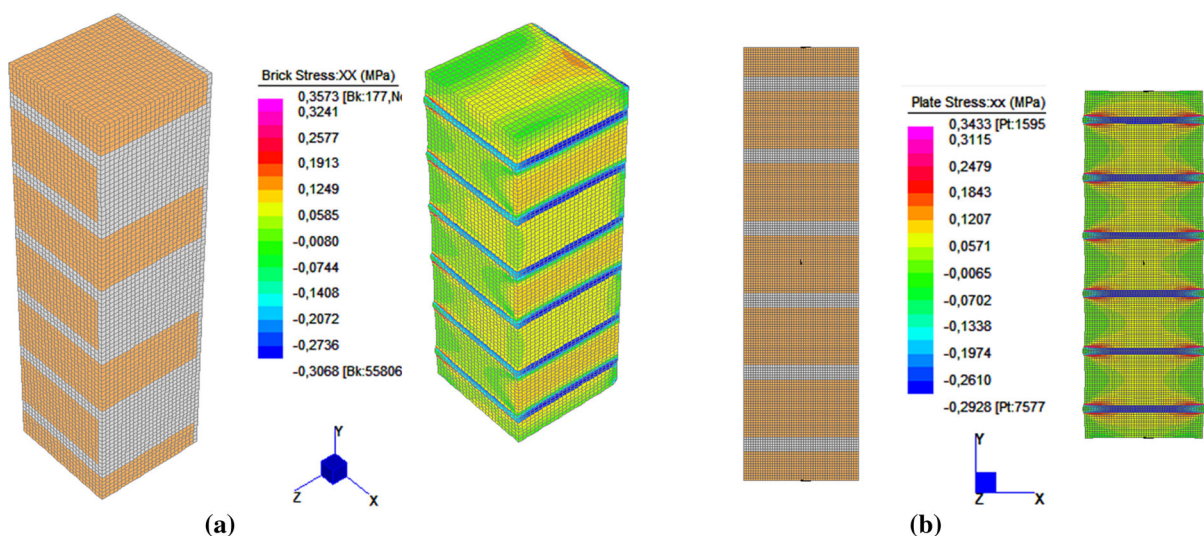 Brick Stress:XX (MPa)
0,3573 [Bk:177,No
0,3241
0,2577
0,1913
0,1249
0,0585
-0,0080
-0,0744
-0,1408
-0,2072
-0,2736
-0,3068 [Bk:55806
Y
Z
X
(a)
Plate Stress:xx (MPa)
0,3433 [Pt:1595
0,3115
0,2479
0,1843
0,1207
0,0571
-0,0065
-0,0702
-0,1338
-0,1974
-0,2610
-0,2928 [Pt:7577
Y
X
(b)